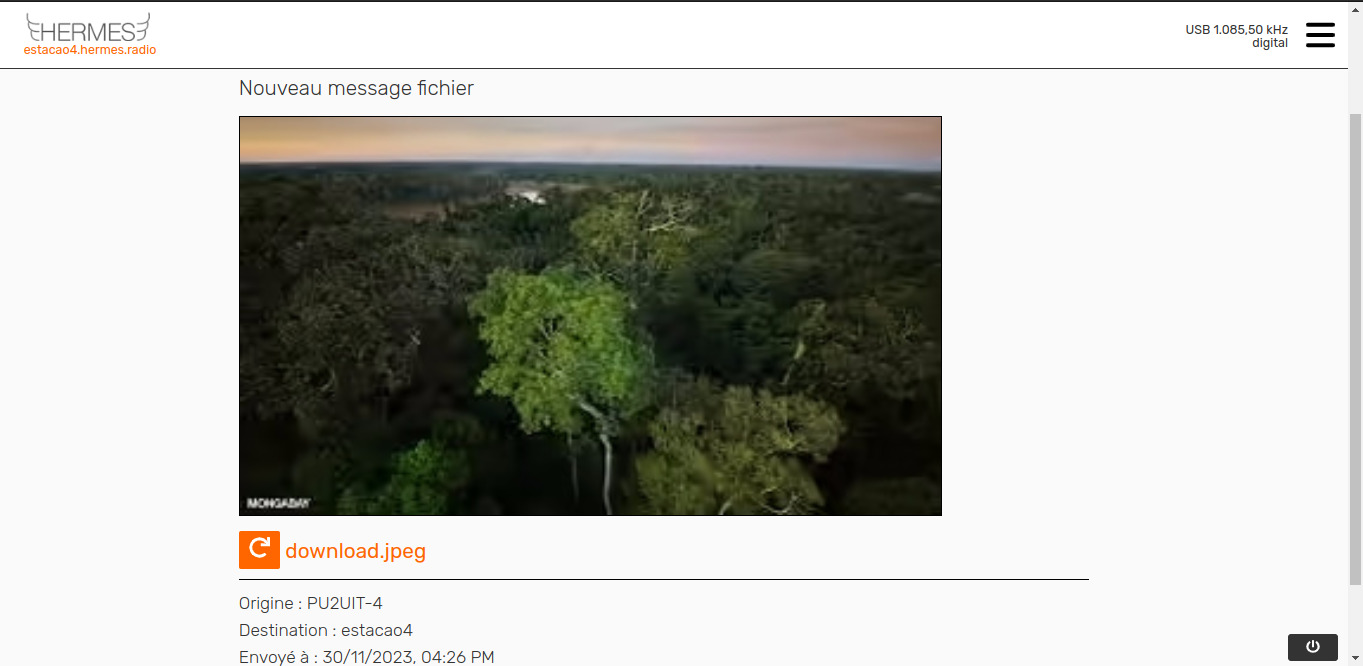 HERMES
estacao4.hermes.radio
USB 1.085,50 kHz
digital
Nouveau message fichier
MONGABAY
download.jpeg
Origine : PU2UIT-4
Destination : estacao4
Envoyé à : 30/11/2023, 04:26 PM